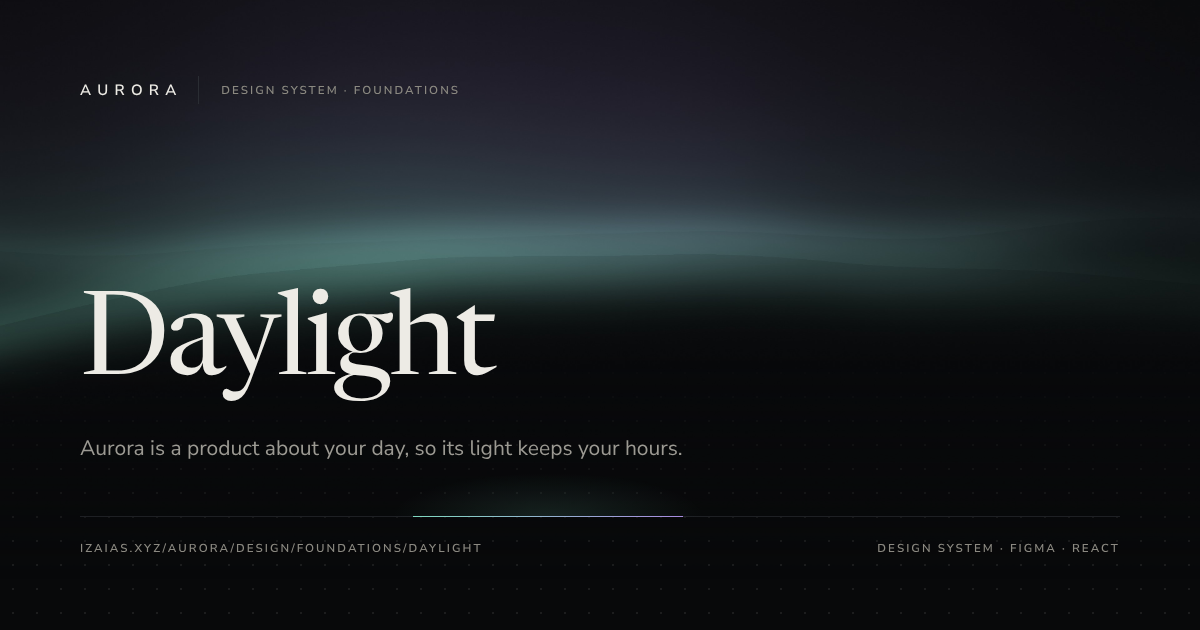 AURORA
DESIGN SYSTEM · FOUNDATIONS
Daylight
Aurora is a product about your day, so its light keeps your hours.
IZAIAS.XYZ/AURORA/DESIGN/FOUNDATIONS/DAYLIGHT
DESIGN SYSTEM · FIGMA · REACT